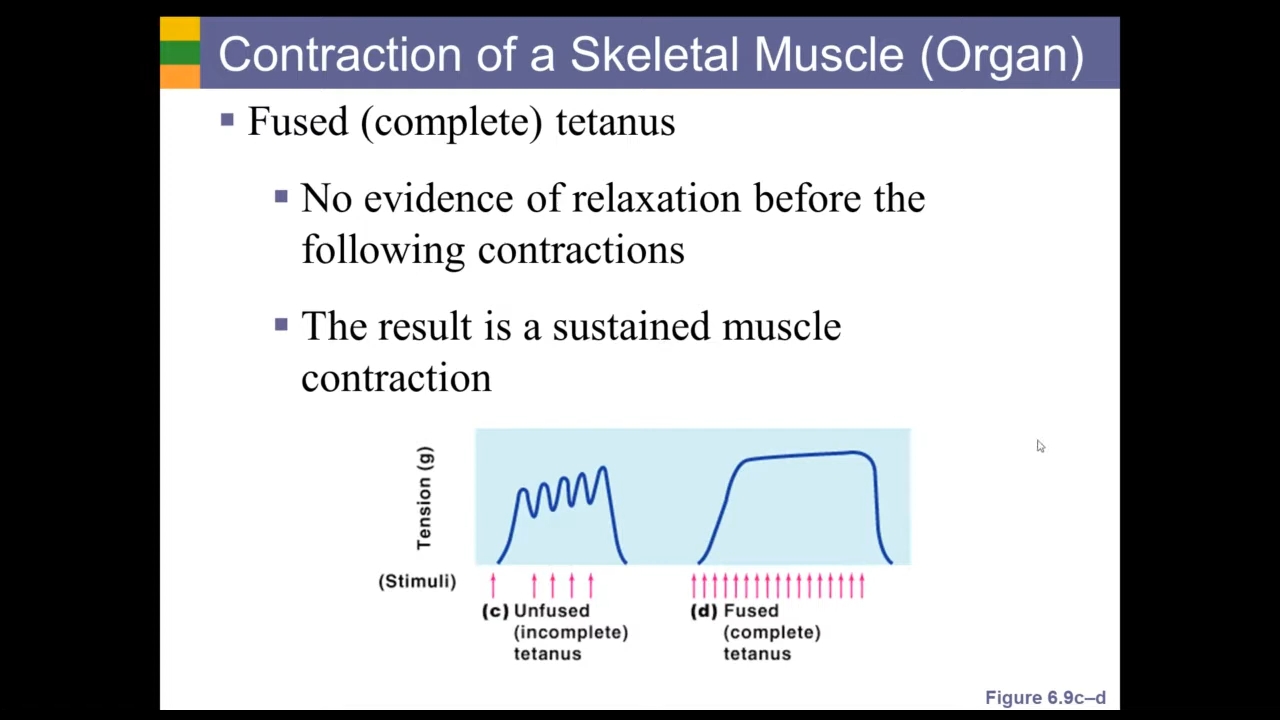 Contraction of a Skeletal Muscle (Organ)
Fused (complete) tetanus
No evidence of relaxation before the
following contractions
The result is a sustained muscle
contraction
Tension (g)
(Stimuli)
(c) Unfused
(incomplete)
tetanus
(d) Fused
(complete)
tetanus
Figure 6.9c–d